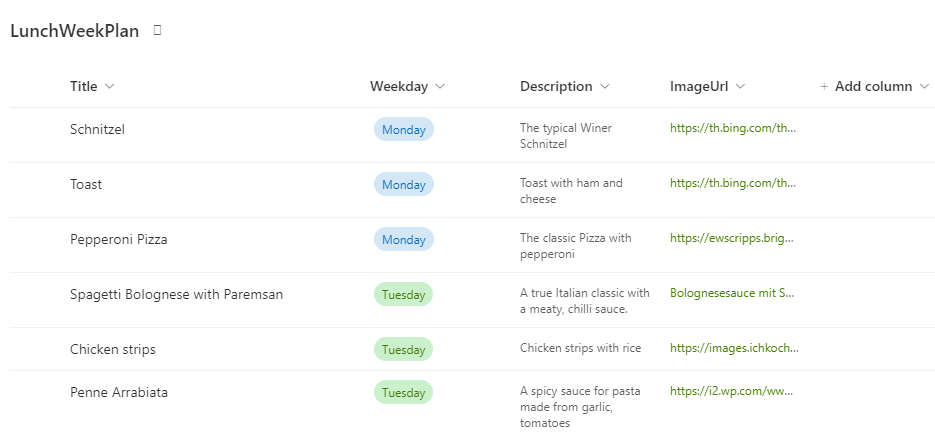 LunchWeekPlan
Title Weekday Description ImageUrl + Add column
Schnitzel Monday The typical Winer Schnitzel https://th.bing.com/th...
Toast Monday Toast with ham and cheese https://th.bing.com/th...
Pepperoni Pizza Monday The classic Pizza with pepperoni https://ewscripps.brig...
Spagetti Bolognese with Paremsan Tuesday A true Italian classic with a meaty, chilli sauce. Bolognesesauce mit S...
Chicken strips Tuesday Chicken strips with rice https://images.ichkoch...
Penne Arrabiata Tuesday A spicy sauce for pasta made from garlic, tomatoes https://i2.wp.com/ww...